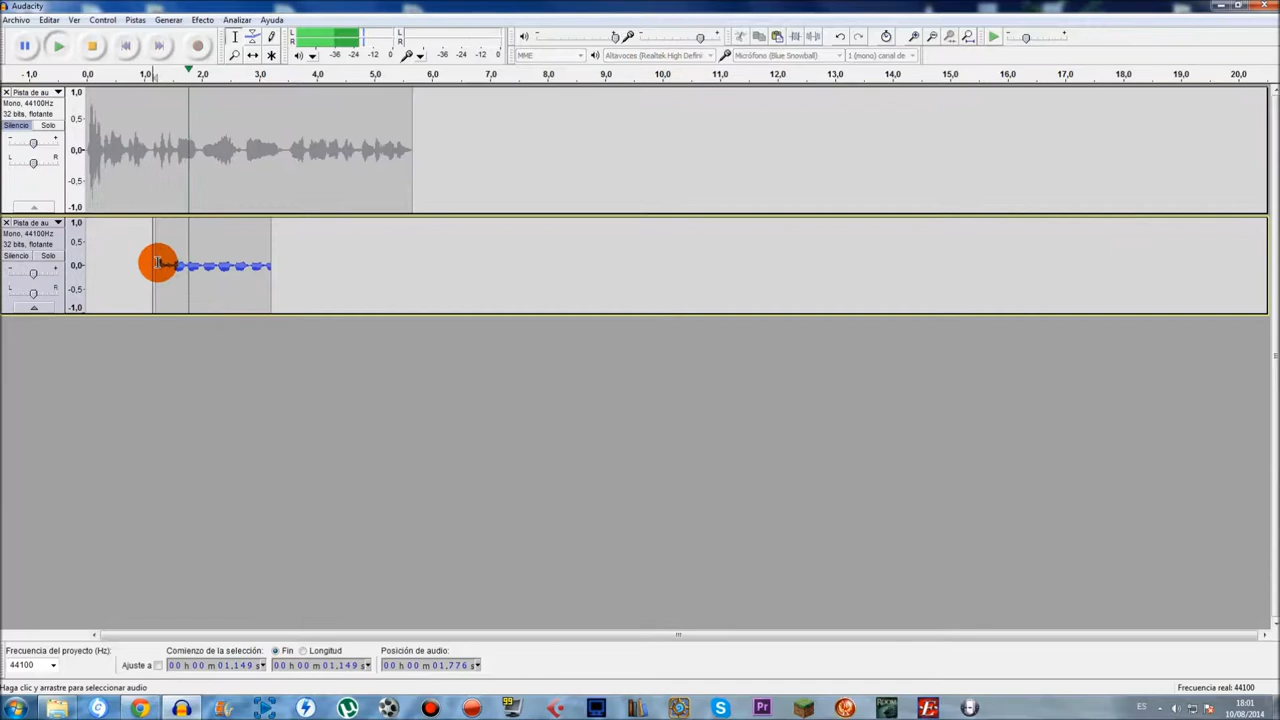 Audacity
Archivo Editar Ver Control Pistas Generar Efecto Analizar Ayuda
L
R
-36 -24 -12 0
L
R
-36 -24 -12 0
MME
Altavoces (Realtek High Defini
Micrófono (Blue Snowball)
1 (mono) canal de
-1,0 0,0 1,0 2,0 3,0 4,0 5,0 6,0 7,0 8,0 9,0 10,0 11,0 12,0 13,0 14,0 15,0 16,0 17,0 18,0 19,0 20,0
Pista de au
Mono, 44100Hz
32 bits, flotante
Silencio Solo
- +
L R
1,0
0,5
0,0
-0,5
-1,0
Pista de au
Mono, 44100Hz
32 bits, flotante
Silencio Solo
- +
L R
1,0
0,5
0,0
-0,5
-1,0
Frecuencia del proyecto (Hz):
44100
Comienzo de la selección:
Fin
Longitud
Posición de audio:
Ajuste a
00 h 00 m 01,149 s
00 h 00 m 01,149 s
00 h 00 m 01,776 s
Haga clic y arrastre para seleccionar audio
Frecuencia real: 44100
99
Pr
ROOM
ES
18:01
10/08/2014